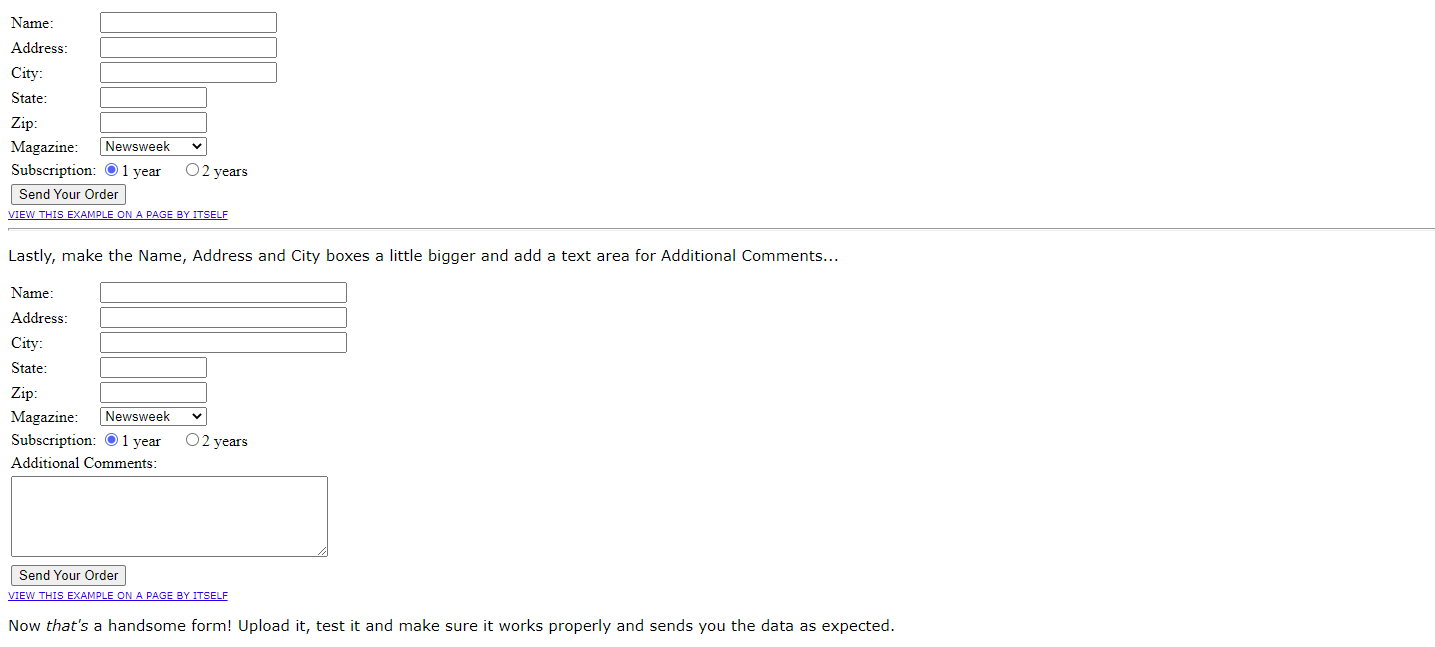 Name:
Address:
City:
State:
Zip:
Magazine: Newsweek
Subscription: 1 year 2 years
Send Your Order
VIEW THIS EXAMPLE ON A PAGE BY ITSELF
Lastly, make the Name, Address and City boxes a little bigger and add a text area for Additional Comments...
Name:
Address:
City:
State:
Zip:
Magazine: Newsweek
Subscription: 1 year 2 years
Additional Comments:
Send Your Order
VIEW THIS EXAMPLE ON A PAGE BY ITSELF
Now that's a handsome form! Upload it, test it and make sure it works properly and sends you the data as expected.